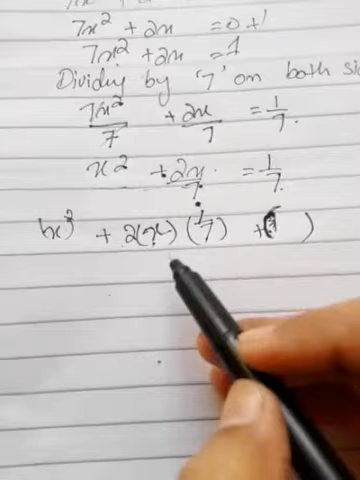 7x² + 2x = 0 + 1
7x² + 2x = 1
Dividing by '7' on both si
7x²/7 + 2x/7 = 1/7.
x² + 2x/7 = 1/7
(x)² + 2(x)(1/7) + ( )